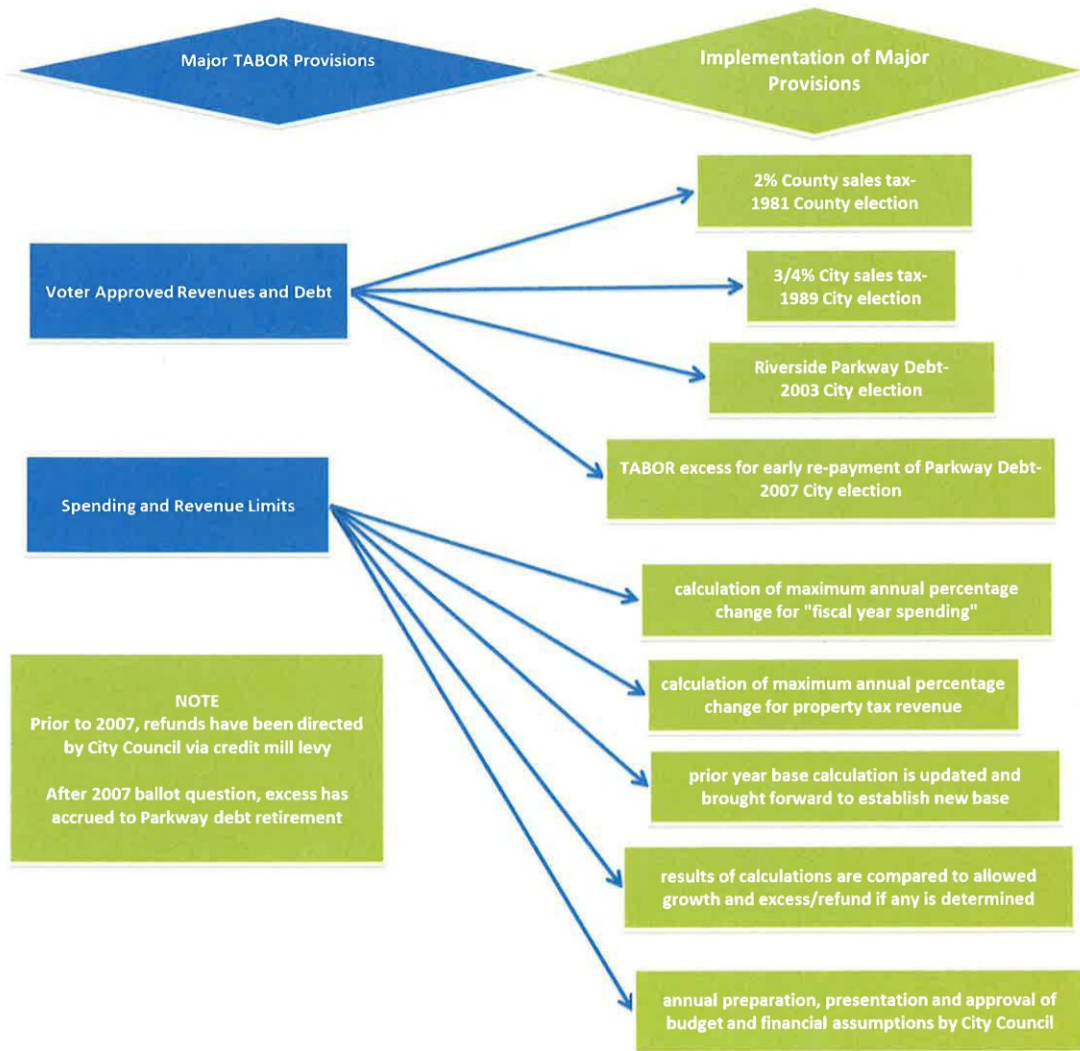 Major TABOR Provisions
Implementation of Major
Provisions
2% County sales tax-
1981 County election
Voter Approved Revenues and Debt
3/4% City sales tax-
1989 City election
Riverside Parkway Debt-
2003 City election
TABOR excess for early re-payment of Parkway Debt-
2007 City election
Spending and Revenue Limits
calculation of maximum annual percentage
change for "fiscal year spending"
calculation of maximum annual percentage
change for property tax revenue
prior year base calculation is updated and
brought forward to establish new base
results of calculations are compared to allowed
growth and excess/refund if any is determined
annual preparation, presentation and approval of
budget and financial assumptions by City Council
NOTE
Prior to 2007, refunds have been directed
by City Council via credit mill levy
After 2007 ballot question, excess has
accrued to Parkway debt retirement